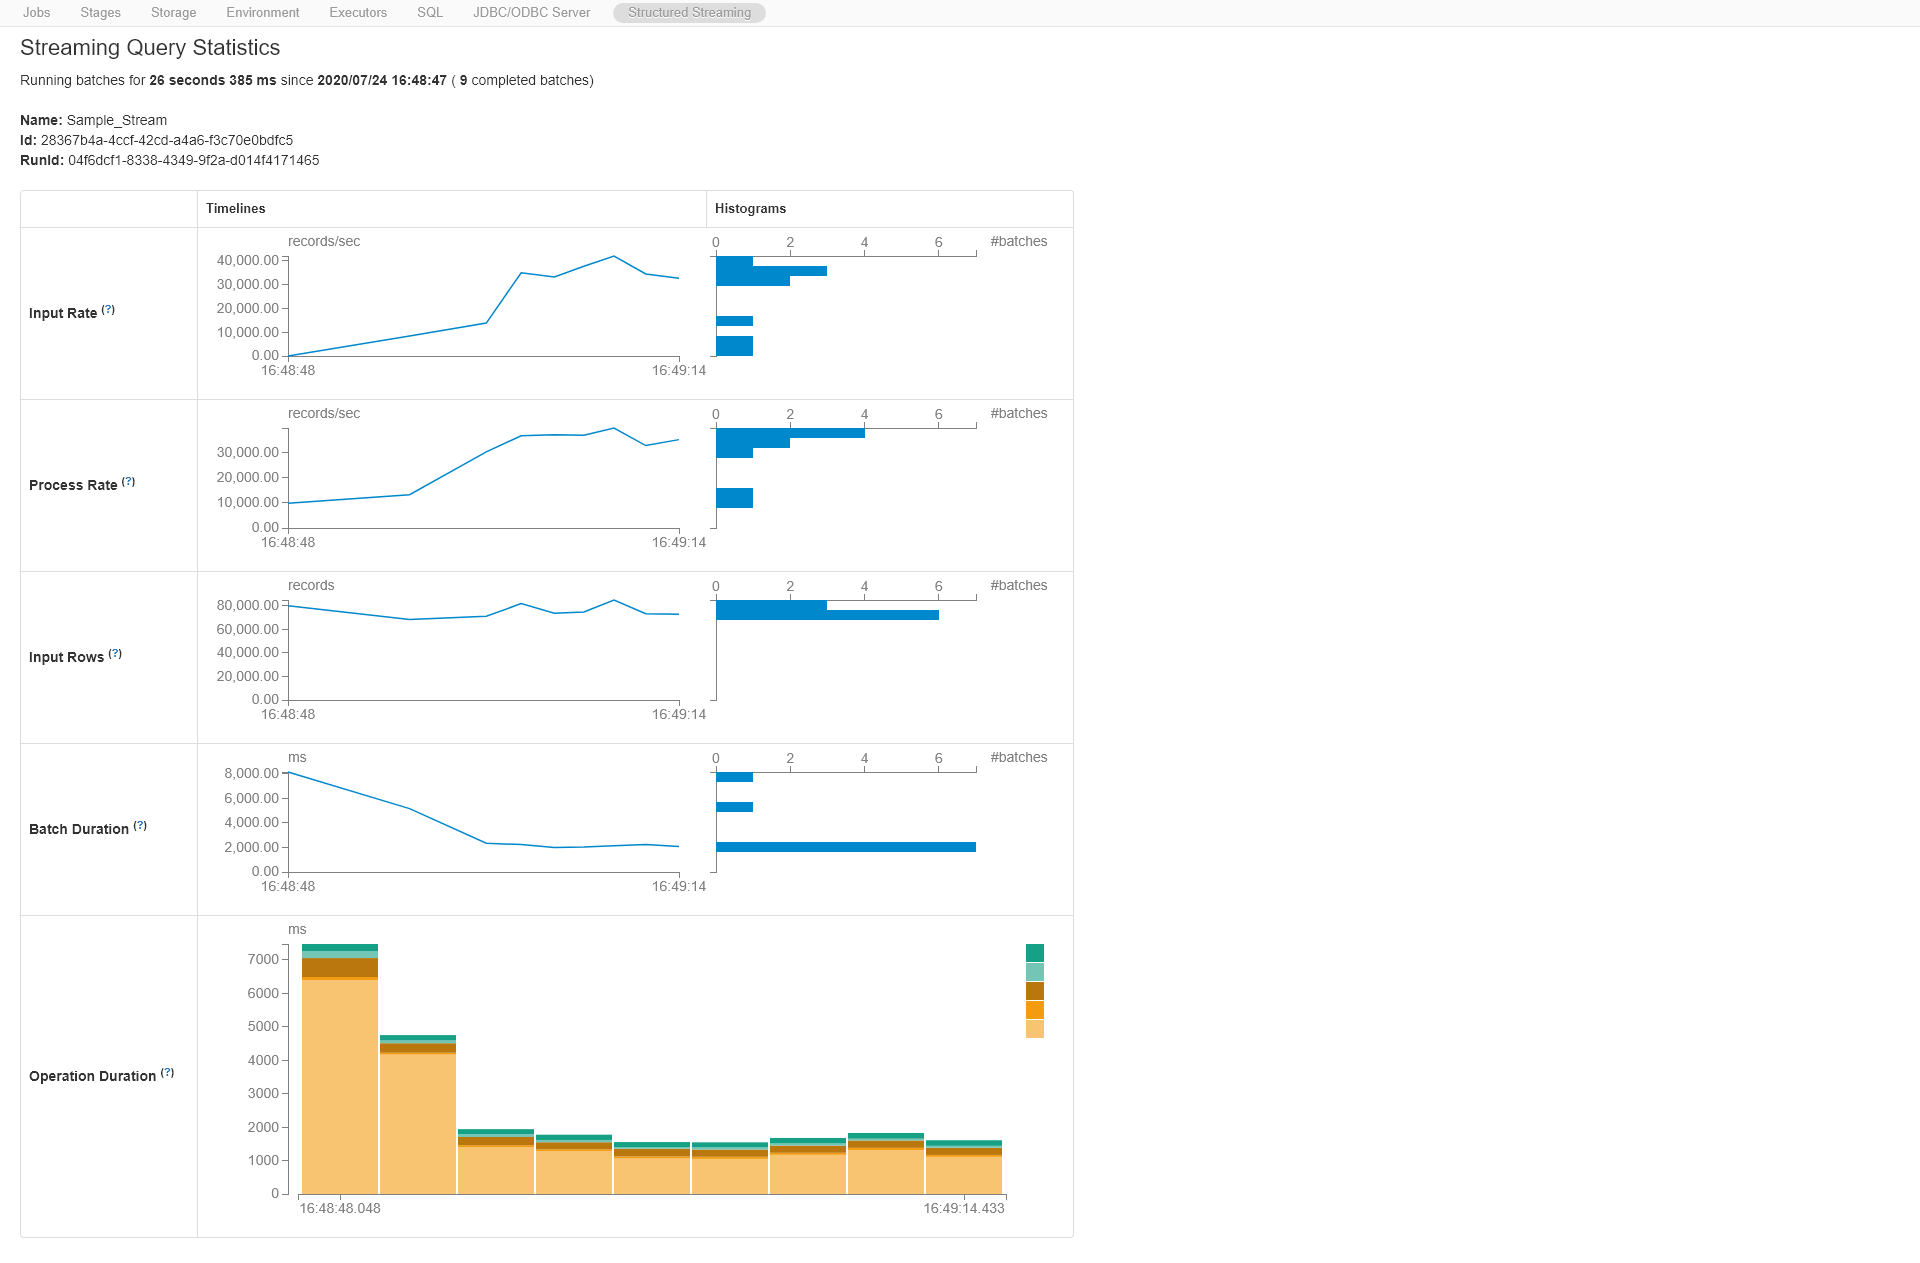 Jobs Stages Storage Environment Executors SQL JDBC/ODBC Server Structured Streaming
Streaming Query Statistics
Running batches for 26 seconds 385 ms since 2020/07/24 16:48:47 ( 9 completed batches)
Name: Sample_Stream
Id: 28367b4a-4ccf-42cd-a4a6-f3c70e0bdfc5
RunId: 04f6dcf1-8338-4349-9f2a-d014f4171465
Timelines Histograms
Input Rate (?)
records/sec
40,000.00
30,000.00
20,000.00
10,000.00
0.00
16:48:48 16:49:14
0 2 4 6 #batches
Process Rate (?)
records/sec
30,000.00
20,000.00
10,000.00
0.00
16:48:48 16:49:14
0 2 4 6 #batches
Input Rows (?)
records
80,000.00
60,000.00
40,000.00
20,000.00
0.00
16:48:48 16:49:14
0 2 4 6 #batches
Batch Duration (?)
ms
8,000.00
6,000.00
4,000.00
2,000.00
0.00
16:48:48 16:49:14
0 2 4 6 #batches
Operation Duration (?)
ms
7000
6000
5000
4000
3000
2000
1000
0
16:48:48.048 16:49:14.433